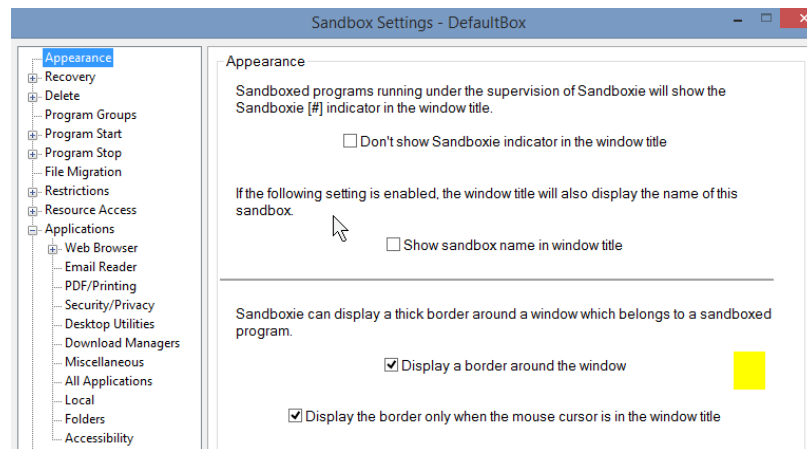 Sandbox Settings - DefaultBox
Appearance
Recovery
Delete
Program Groups
Program Start
Program Stop
File Migration
Restrictions
Resource Access
Applications
Web Browser
Email Reader
PDF/Printing
Security/Privacy
Desktop Utilities
Download Managers
Miscellaneous
All Applications
Local
Folders
Accessibility
Appearance
Sandboxed programs running under the supervision of Sandboxie will show the
Sandboxie [#] indicator in the window title.
Don't show Sandboxie indicator in the window title
If the following setting is enabled, the window title will also display the name of this
sandbox.
Show sandbox name in window title
Sandboxie can display a thick border around a window which belongs to a sandboxed
program.
Display a border around the window
Display the border only when the mouse cursor is in the window title